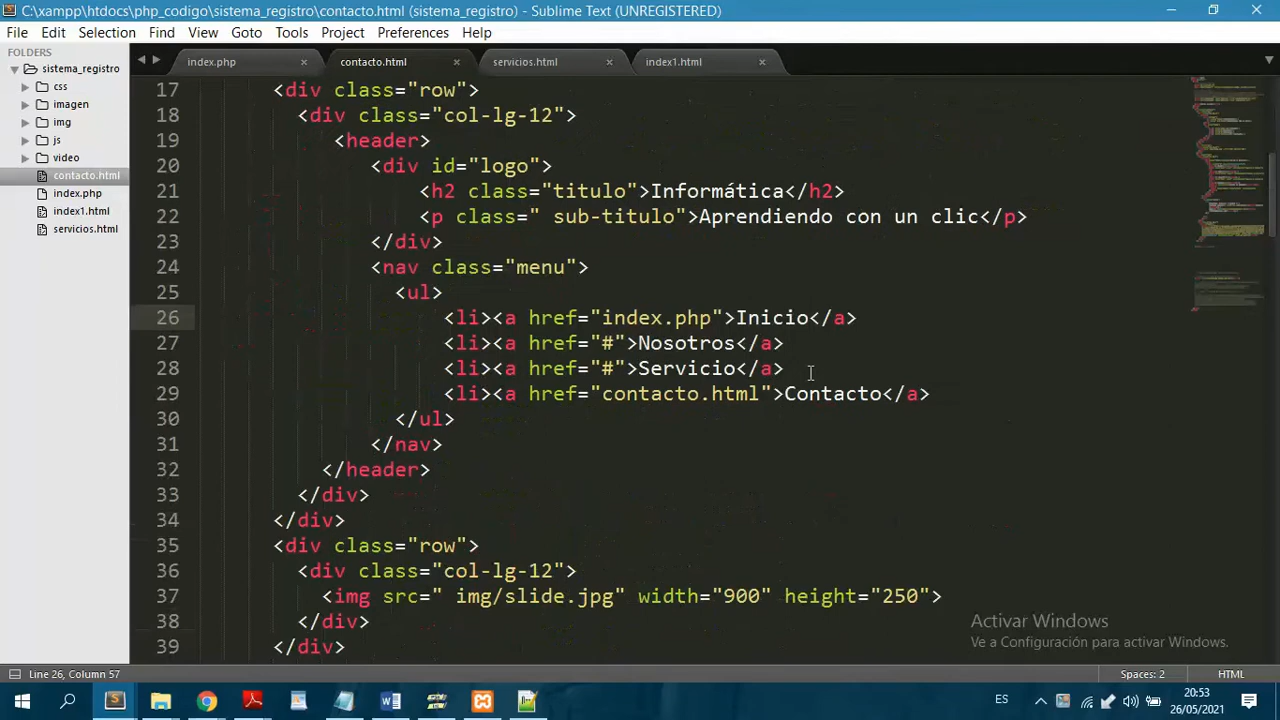 C:\xampp\htdocs\php_codigo\sistema_registro\contacto.html (sistema_registro) - Sublime Text (UNREGISTERED)
File Edit Selection Find View Goto Tools Project Preferences Help
FOLDERS
sistema_registro
css
imagen
img
js
video
contacto.html
index.php
index1.html
servicios.html
index.php × contacto.html × servicios.html × index1.html ×
17 <div class="row">
18 <div class="col-lg-12">
19 <header>
20 <div id="logo">
21 <h2 class="titulo">Informática</h2>
22 <p class=" sub-titulo">Aprendiendo con un clic</p>
23 </div>
24 <nav class="menu">
25 <ul>
26 <li><a href="index.php">Inicio</a>
27 <li><a href="#">Nosotros</a>
28 <li><a href="#">Servicio</a>
29 <li><a href="contacto.html">Contacto</a>
30 </ul>
31 </nav>
32 </header>
33 </div>
34 </div>
35 <div class="row">
36 <div class="col-lg-12">
37 <img src=" img/slide.jpg" width="900" height="250">
38 </div>
39 </div>
Activar Windows
Ve a Configuración para activar Windows.
Line 26, Column 57 Spaces: 2 HTML
ES 20:53
26/05/2021